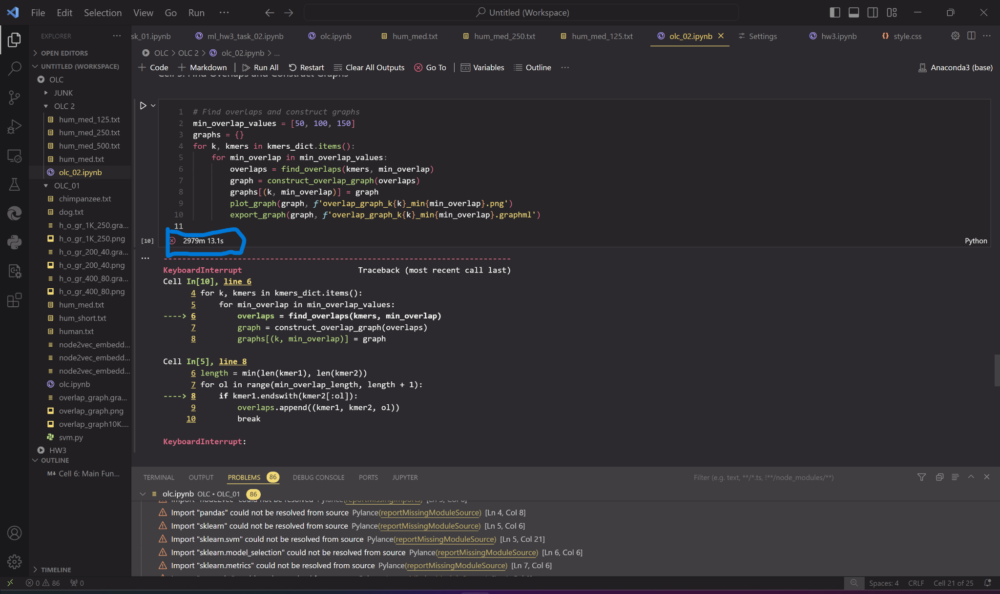 File Edit Selection View Go Run ··· Untitled (Workspace)
EXPLORER ···
sk_01.ipynb ml_hw3_task_02.ipynb olc.ipynb hum_med.txt hum_med_250.txt hum_med_125.txt olc_02.ipynb Settings hw3.ipynb style.css
OLC > OLC 2 > olc_02.ipynb > ...
+ Code + Markdown Run All Restart Clear All Outputs Go To Variables Outline ··· Anaconda3 (base)
OPEN EDITORS
UNTITLED (WORKSPACE)
OLC
JUNK
OLC 2
hum_med_125.txt
hum_med_250.txt
hum_med_500.txt
hum_med.txt
olc_02.ipynb
OLC_01
chimpanzee.txt
dog.txt
h_o_gr_1K_250.gra...
h_o_gr_1K_250.png
h_o_gr_200_40.gra...
h_o_gr_200_40.png
h_o_gr_400_80.gra...
h_o_gr_400_80.png
hum_med.txt
hum_short.txt
human.txt
node2vec_embedd...
node2vec_embedd...
node2vec_embedd...
olc.ipynb
overlap_graph.gra...
overlap_graph.png
overlap_graph10K....
svm.py
HW3
OUTLINE
M↓ Cell 6: Main Fun...
TIMELINE
1 # Find overlaps and construct graphs
2 min_overlap_values = [50, 100, 150]
3 graphs = {}
4 for k, kmers in kmers_dict.items():
5 for min_overlap in min_overlap_values:
6 overlaps = find_overlaps(kmers, min_overlap)
7 graph = construct_overlap_graph(overlaps)
8 graphs[(k, min_overlap)] = graph
9 plot_graph(graph, f'overlap_graph_k{k}_min{min_overlap}.png')
10 export_graph(graph, f'overlap_graph_k{k}_min{min_overlap}.graphml')
11
[10] 2979m 13.1s Python
···
---------------------------------------------------------------------------
KeyboardInterrupt Traceback (most recent call last)
Cell In[10], line 6
4 for k, kmers in kmers_dict.items():
5 for min_overlap in min_overlap_values:
----> 6 overlaps = find_overlaps(kmers, min_overlap)
7 graph = construct_overlap_graph(overlaps)
8 graphs[(k, min_overlap)] = graph
Cell In[5], line 8
6 length = min(len(kmer1), len(kmer2))
7 for ol in range(min_overlap_length, length + 1):
----> 8 if kmer1.endswith(kmer2[:ol]):
9 overlaps.append((kmer1, kmer2, ol))
10 break
KeyboardInterrupt:
TERMINAL OUTPUT PROBLEMS 86 DEBUG CONSOLE PORTS JUPYTER Filter (e.g. text, **/*.ts, !**/node_modules/**)
olc.ipynb OLC • OLC_01 86
Import "pandas" could not be resolved from source Pylance(reportMissingModuleSource) [Ln 4, Col 8]
Import "sklearn" could not be resolved from source Pylance(reportMissingModuleSource) [Ln 5, Col 6]
Import "sklearn.svm" could not be resolved from source Pylance(reportMissingModuleSource) [Ln 5, Col 21]
Import "sklearn.model_selection" could not be resolved from source Pylance(reportMissingModuleSource) [Ln 6, Col 6]
Import "sklearn.metrics" could not be resolved from source Pylance(reportMissingModuleSource) [Ln 7, Col 6]
0 86 0 Spaces: 4 CRLF Cell 21 of 25